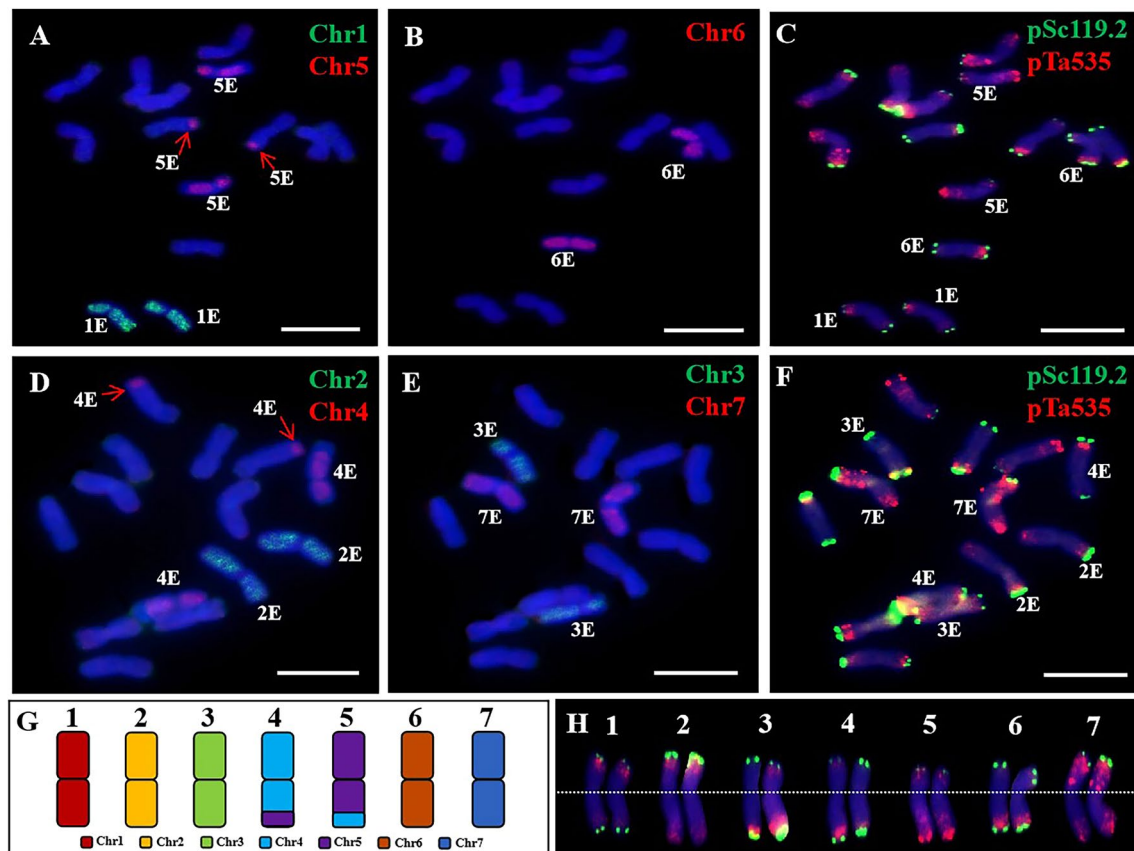 A Chr1
Chr5
5E
5E
5E
5E
1E
1E
B Chr6
6E
6E
C pSc119.2
pTa535
5E
6E
5E
6E
1E
1E
D Chr2
Chr4
4E
4E
4E
2E
4E
2E
E Chr3
Chr7
3E
7E
7E
3E
F pSc119.2
pTa535
3E
4E
7E
7E
2E
4E
2E
3E
G 1 2 3 4 5 6 7
Chr1 Chr2 Chr3 Chr4 Chr5 Chr6 Chr7
H 1 2 3 4 5 6 7